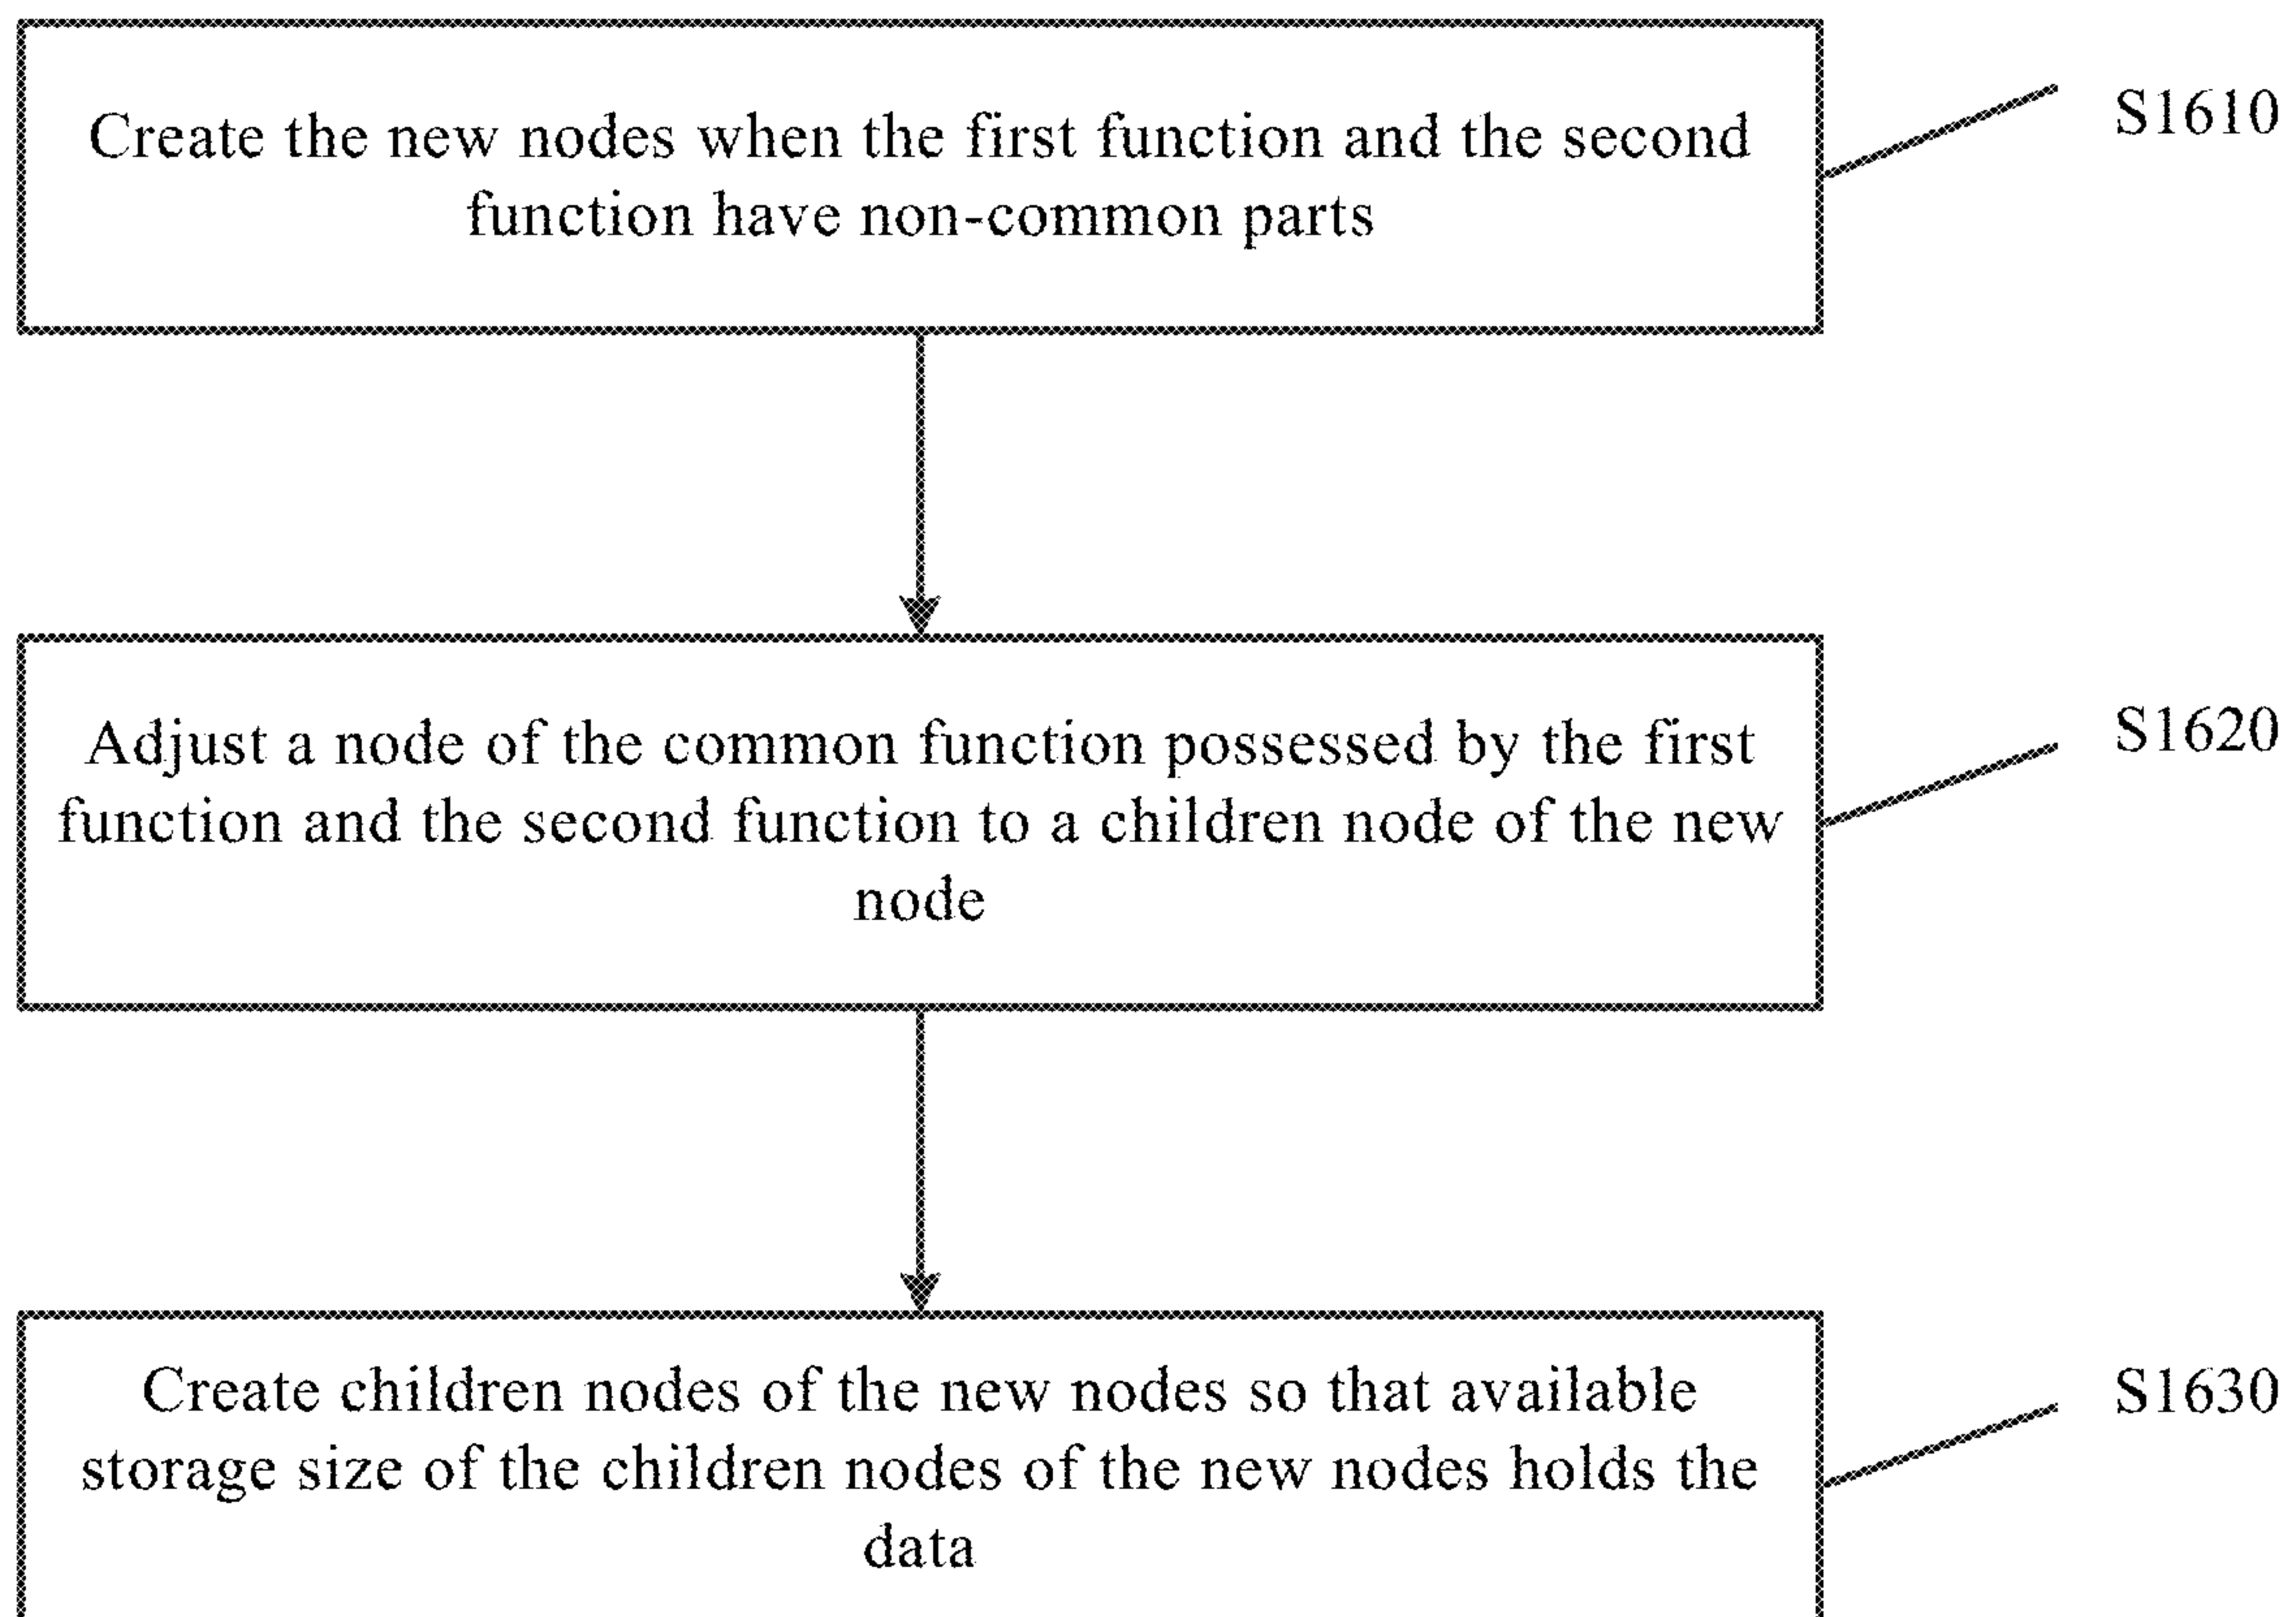 Create the new nodes when the first function and the second
function have non-common parts
S1610
Adjust a node of the common function possessed by the first
function and the second function to a children node of the new
node
S1620
Create children nodes of the new nodes so that available
storage size of the children nodes of the new nodes holds the
data
S1630